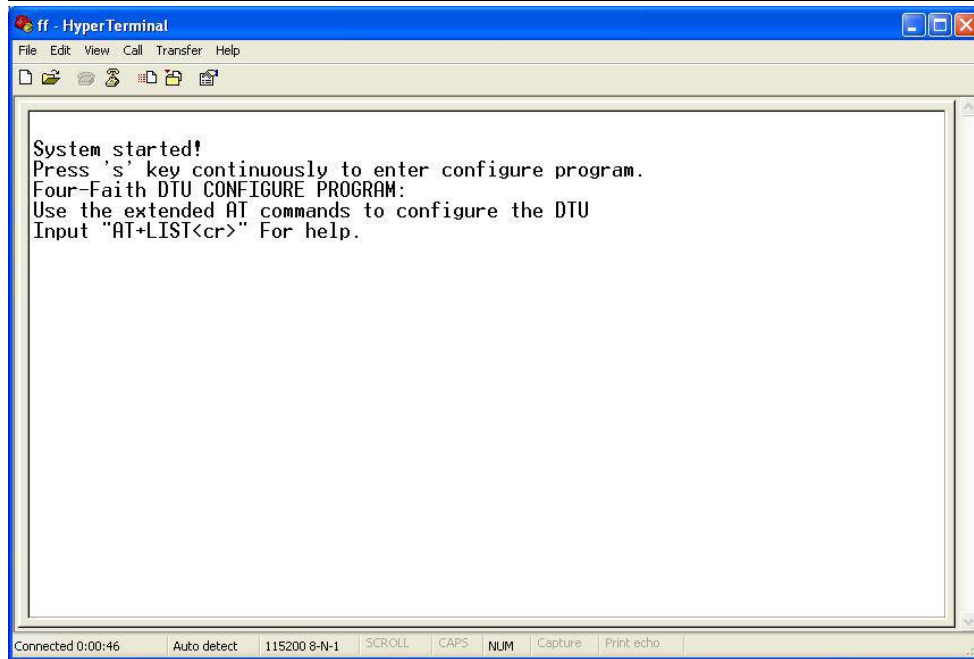 ff - HyperTerminal
File Edit View Call Transfer Help
System started!
Press 's' key continuously to enter configure program.
Four-Faith DTU CONFIGURE PROGRAM:
Use the extended AT commands to configure the DTU
Input "AT+LIST<cr>" For help.
Connected 0:00:46 Auto detect 115200 8-N-1 SCROLL CAPS NUM Capture Print echo